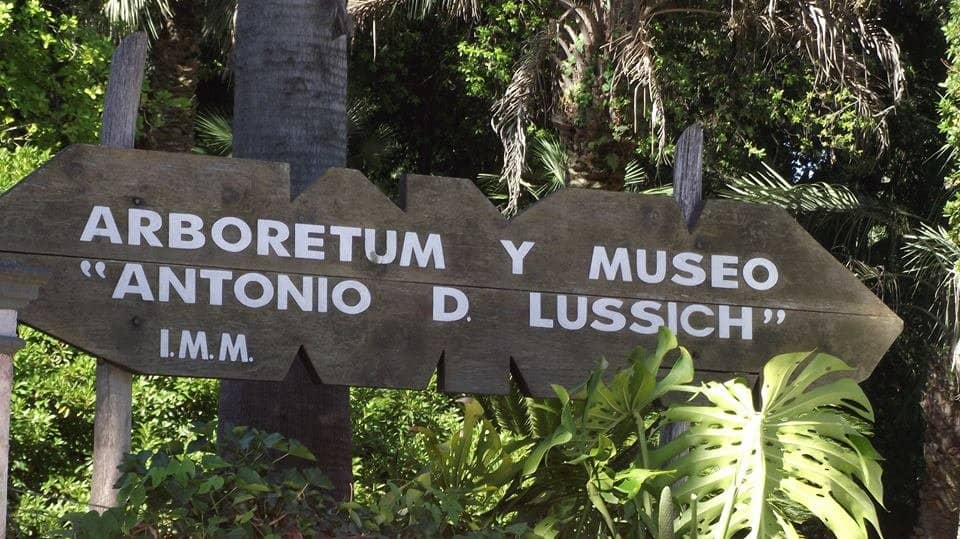 ARBORETUM Y MUSEO
“ANTONIO D. LUSSICH”
I.M.M.